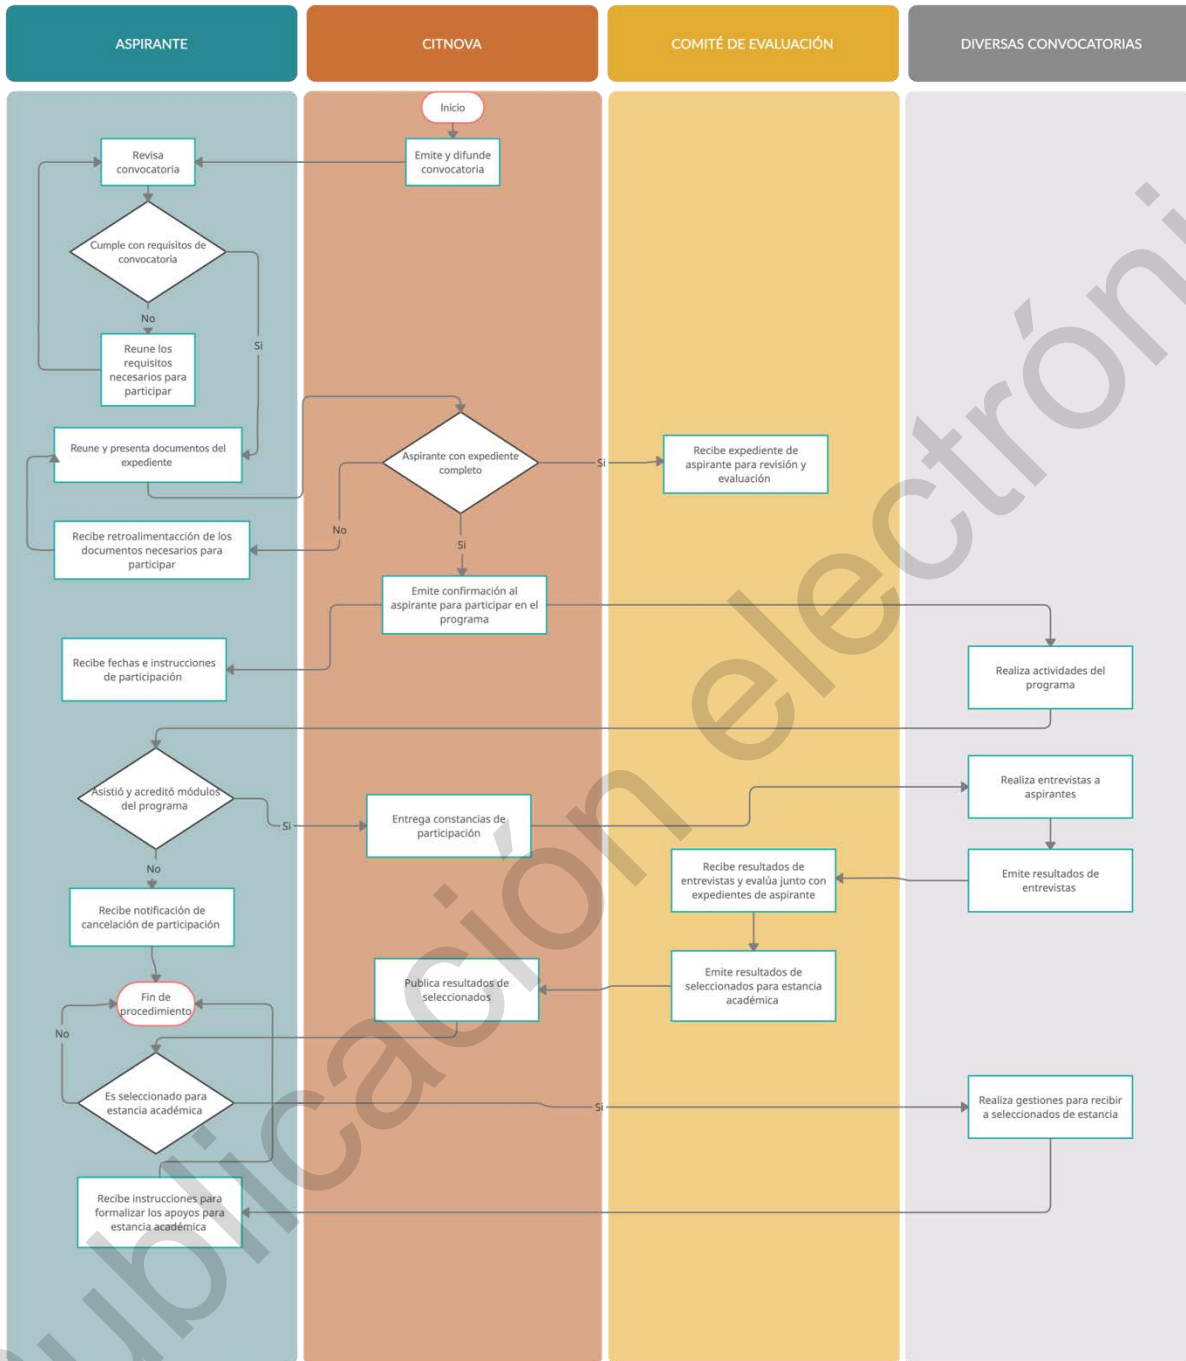 ASPIRANTE
CITNOVA
COMITÉ DE EVALUACIÓN
DIVERSAS CONVOCATORIAS
Inicio
Revisa
convocatoria
Emite y difunde
convocatoria
Cumple con requisitos de
convocatoria
No
Si
Reune los
requisitos
necesarios para
participar
Reune y presenta documentos del
expediente
Aspirante con expediente
completo
Si
Recibe expediente de
aspirante para revisión y
evaluación
No
Si
Recibe retroalimentacción de los
documentos necesarios para
participar
Emite confirmación al
aspirante para participar en el
programa
Recibe fechas e instrucciones
de participación
Realiza actividades del
programa
Asistió y acreditó módulos
del programa
Si
Entrega constancias de
participación
Realiza entrevistas a
aspirantes
No
Recibe resultados de
entrevistas y evalúa junto con
expedientes de aspirante
Emite resultados de
entrevistas
Recibe notificación de
cancelación de participación
Publica resultados de
seleccionados
Emite resultados de
seleccionados para estancia
académica
Fin de
procedimiento
No
Es seleccionado para
estancia académica
Si
Realiza gestiones para recibir
a seleccionados de estancia
Recibe instrucciones para
formalizar los apoyos para
estancia académica
publicación electróni